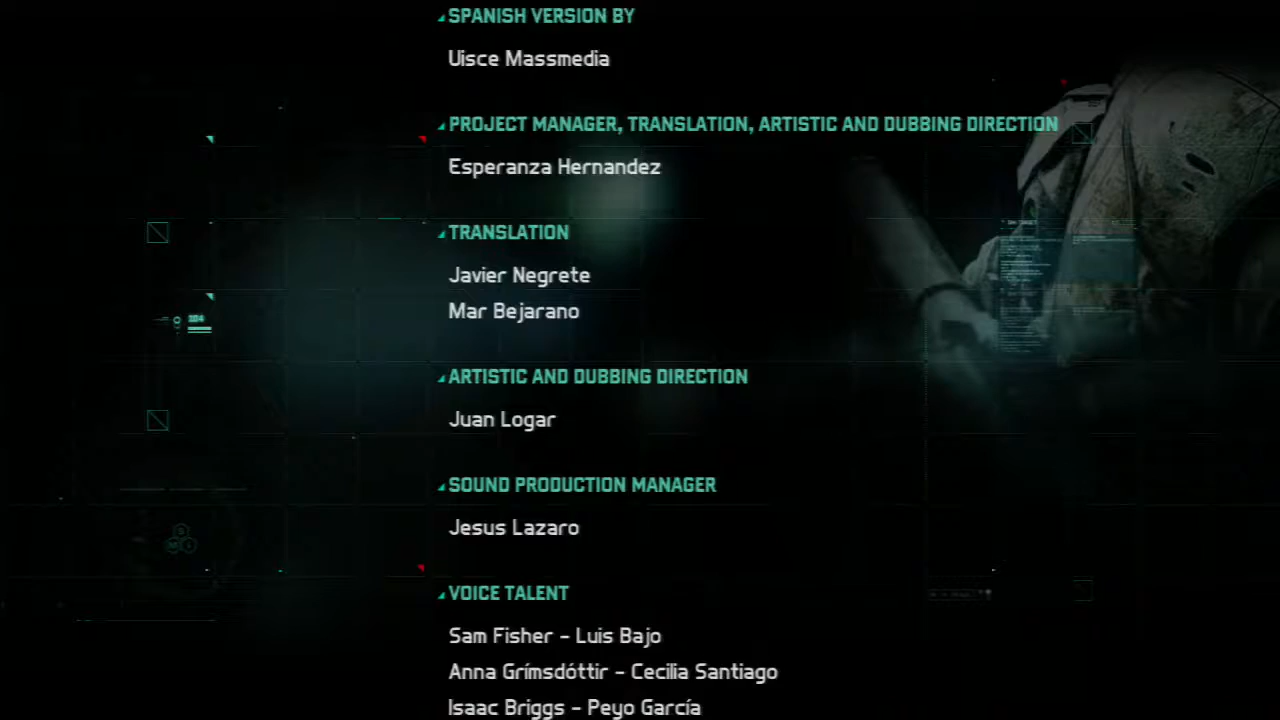 SPANISH VERSION BY
Uisce Massmedia
PROJECT MANAGER, TRANSLATION, ARTISTIC AND DUBBING DIRECTION
Esperanza Hernandez
TRANSLATION
Javier Negrete
Mar Bejarano
ARTISTIC AND DUBBING DIRECTION
Juan Logar
SOUND PRODUCTION MANAGER
Jesus Lazaro
VOICE TALENT
Sam Fisher – Luis Bajo
Anna Grímsdóttir – Cecilia Santiago
Isaac Briggs – Peyo García